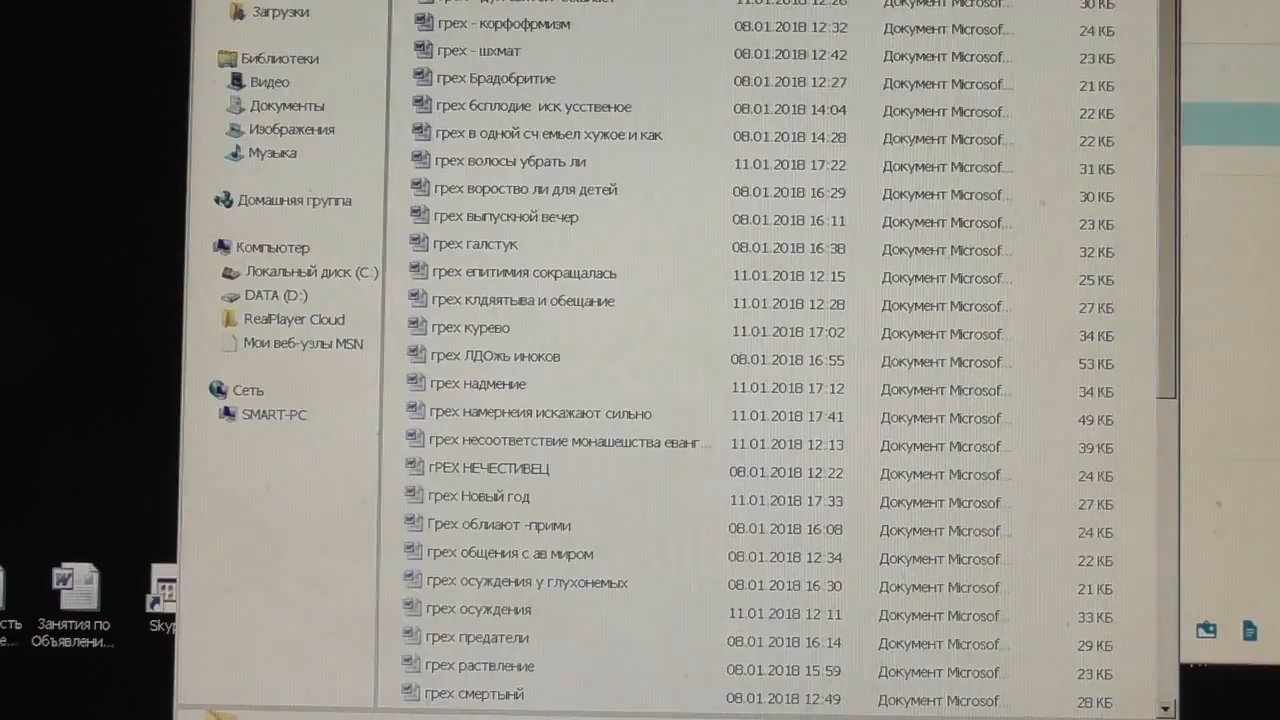 Загрузки
Библиотеки
Видео
Документы
Изображения
Музыка
Домашняя группа
Компьютер
Локальный диск (C:)
DATA (D:)
RealPlayer Cloud
Мои веб-узлы MSN
Сеть
SMART-PC
11.01.2018 12:26 Документ Microsof... 30 КБ
грех - корфофрмизм 08.01.2018 12:32 Документ Microsof... 24 КБ
грех - шхмат 08.01.2018 12:42 Документ Microsof... 23 КБ
грех Брадобритие 08.01.2018 12:27 Документ Microsof... 21 КБ
грех бсплодие иск усственое 08.01.2018 14:04 Документ Microsof... 22 КБ
грех в одной сч емьел хужое и как 08.01.2018 14:28 Документ Microsof... 22 КБ
грех волосы убрать ли 11.01.2018 17:22 Документ Microsof... 31 КБ
грех вороство ли для детей 08.01.2018 16:29 Документ Microsof... 30 КБ
грех выпускной вечер 08.01.2018 16:11 Документ Microsof... 23 КБ
грех галстук 08.01.2018 16:38 Документ Microsof... 32 КБ
грех епитимия сокращалась 11.01.2018 12:15 Документ Microsof... 25 КБ
грех клдяятыва и обещание 11.01.2018 12:28 Документ Microsof... 27 КБ
грех курево 11.01.2018 17:02 Документ Microsof... 34 КБ
грех ЛДОжь иноков 08.01.2018 16:55 Документ Microsof... 53 КБ
грех надмение 11.01.2018 17:12 Документ Microsof... 34 КБ
грех намернеия искажают сильно 11.01.2018 17:41 Документ Microsof... 49 КБ
грех несоответствие монашешства еванг... 11.01.2018 12:13 Документ Microsof... 39 КБ
гРЕХ НЕЧЕСТИВЕЦ 08.01.2018 12:22 Документ Microsof... 24 КБ
грех Новый год 11.01.2018 17:33 Документ Microsof... 27 КБ
Грех облиают -прими 08.01.2018 16:08 Документ Microsof... 24 КБ
грех общения с ав миром 08.01.2018 12:34 Документ Microsof... 22 КБ
грех осуждения у глухонемых 08.01.2018 16:30 Документ Microsof... 21 КБ
грех осуждения 11.01.2018 12:11 Документ Microsof... 33 КБ
грех предатели 08.01.2018 16:14 Документ Microsof... 29 КБ
грех раствление 08.01.2018 15:59 Документ Microsof... 23 КБ
грех смертынй 08.01.2018 12:49 Документ Microsof... 28 КБ
сть
е...
Занятия по
Объявлени...
Skyp